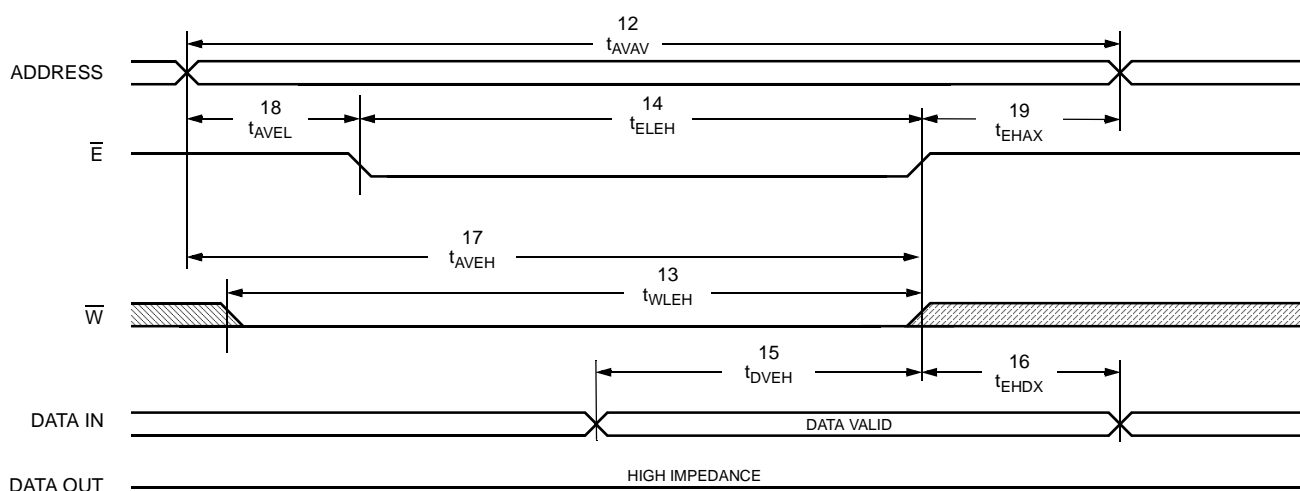 12
tAVAV
ADDRESS
18
tAVEL
14
tELEH
19
tEHAX
E̅
17
tAVEH
13
tWLEH
W̅
15
tDVEH
16
tEHDX
DATA IN
DATA VALID
DATA OUT
HIGH IMPEDANCE